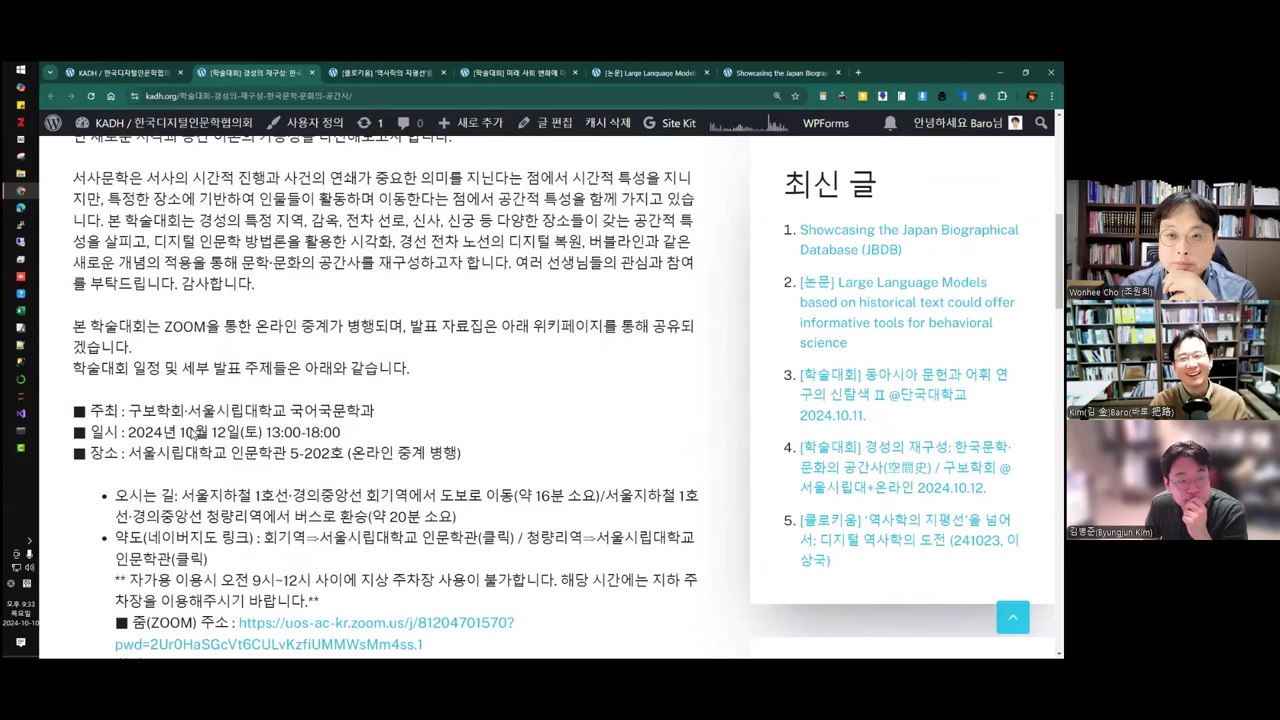 KADH / 한국디지털인문학협
[학술대회] 경성의 재구성: 한국
[클로키움] '역사학의 지평선'을
[학술대회] 미래 사회 변화에 대
[논문] Large Language Model
Showcasing the Japan Biograp
kadh.org/학술대회-경성의-재구성-한국문학-문화의-공간사/
KADH / 한국디지털인문학협의회
사용자 정의
1
0
새로 추가
글 편집
캐시 삭제
Site Kit
WPForms
안녕하세요 Baro님
서사문학은 서사의 시간적 진행과 사건의 연쇄가 중요한 의미를 지닌다는 점에서 시간적 특성을 지니
지만, 특정한 장소에 기반하여 인물들이 활동하며 이동한다는 점에서 공간적 특성을 함께 가지고 있습
니다. 본 학술대회는 경성의 특정 지역, 감옥, 전차 선로, 신사, 신궁 등 다양한 장소들이 갖는 공간적 특
성을 살피고, 디지털 인문학 방법론을 활용한 시각화, 경선 전차 노선의 디지털 복원, 버블라인과 같은
새로운 개념의 적용을 통해 문학·문화의 공간사를 재구성하고자 합니다. 여러 선생님들의 관심과 참여
를 부탁드립니다. 감사합니다.
본 학술대회는 ZOOM을 통한 온라인 중계가 병행되며, 발표 자료집은 아래 위키페이지를 통해 공유되
겠습니다.
학술대회 일정 및 세부 발표 주제들은 아래와 같습니다.
■ 주최 : 구보학회·서울시립대학교 국어국문학과
■ 일시 : 2024년 10월 12일(토) 13:00-18:00
■ 장소 : 서울시립대학교 인문학관 5-202호 (온라인 중계 병행)
• 오시는 길: 서울지하철 1호선·경의중앙선 회기역에서 도보로 이동(약 16분 소요)/서울지하철 1호
선·경의중앙선 청량리역에서 버스로 환승(약 20분 소요)
• 약도(네이버지도 링크) : 회기역⇒서울시립대학교 인문학관(클릭) / 청량리역⇒서울시립대학교
인문학관(클릭)
** 자가용 이용시 오전 9시~12시 사이에 지상 주차장 사용이 불가합니다. 해당 시간에는 지하 주
차장을 이용해주시기 바랍니다.**
■ 줌(ZOOM) 주소 : https://uos-ac-kr.zoom.us/j/81204701570?
pwd=2Ur0HaSGcVt6CULvKzfiUMMWsMm4ss.1
최신 글
1. Showcasing the Japan Biographical
Database (JBDB)
2. [논문] Large Language Models
based on historical text could offer
informative tools for behavioral
science
3. [학술대회] 동아시아 문헌과 어휘 연
구의 신탐색 Ⅱ @단국대학교
2024.10.11.
4. [학술대회] 경성의 재구성: 한국문학·
문화의 공간사(空間史) / 구보학회 @
서울시립대+온라인 2024.10.12.
5. [클로키움] '역사학의 지평선'을 넘어
서: 디지털 역사학의 도전 (241023, 이
상국)
오후 9:33
목요일
2024-10-10
Wonhee Cho (조원희)
Kim(김 金)Baro(바로 把路)
김병준(Byungjun Kim)